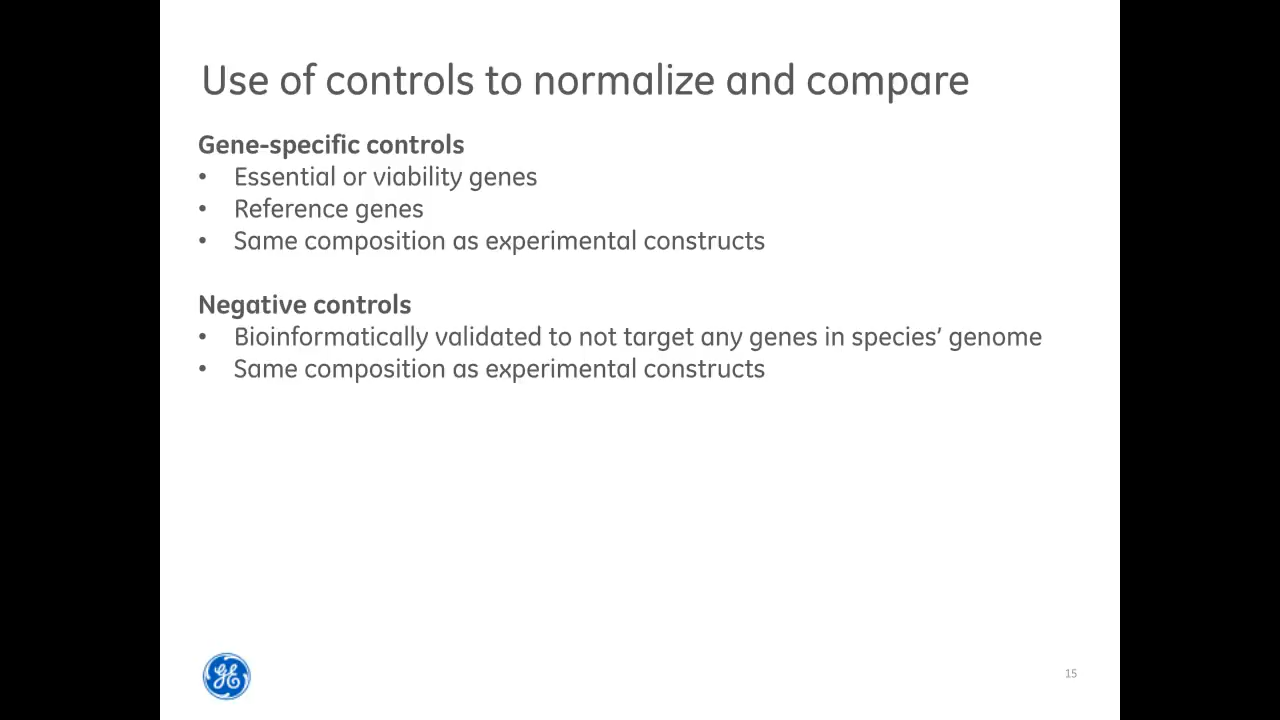 Use of controls to normalize and compare
Gene-specific controls
• Essential or viability genes
• Reference genes
• Same composition as experimental constructs
Negative controls
• Bioinformatically validated to not target any genes in species’ genome
• Same composition as experimental constructs
GE
15